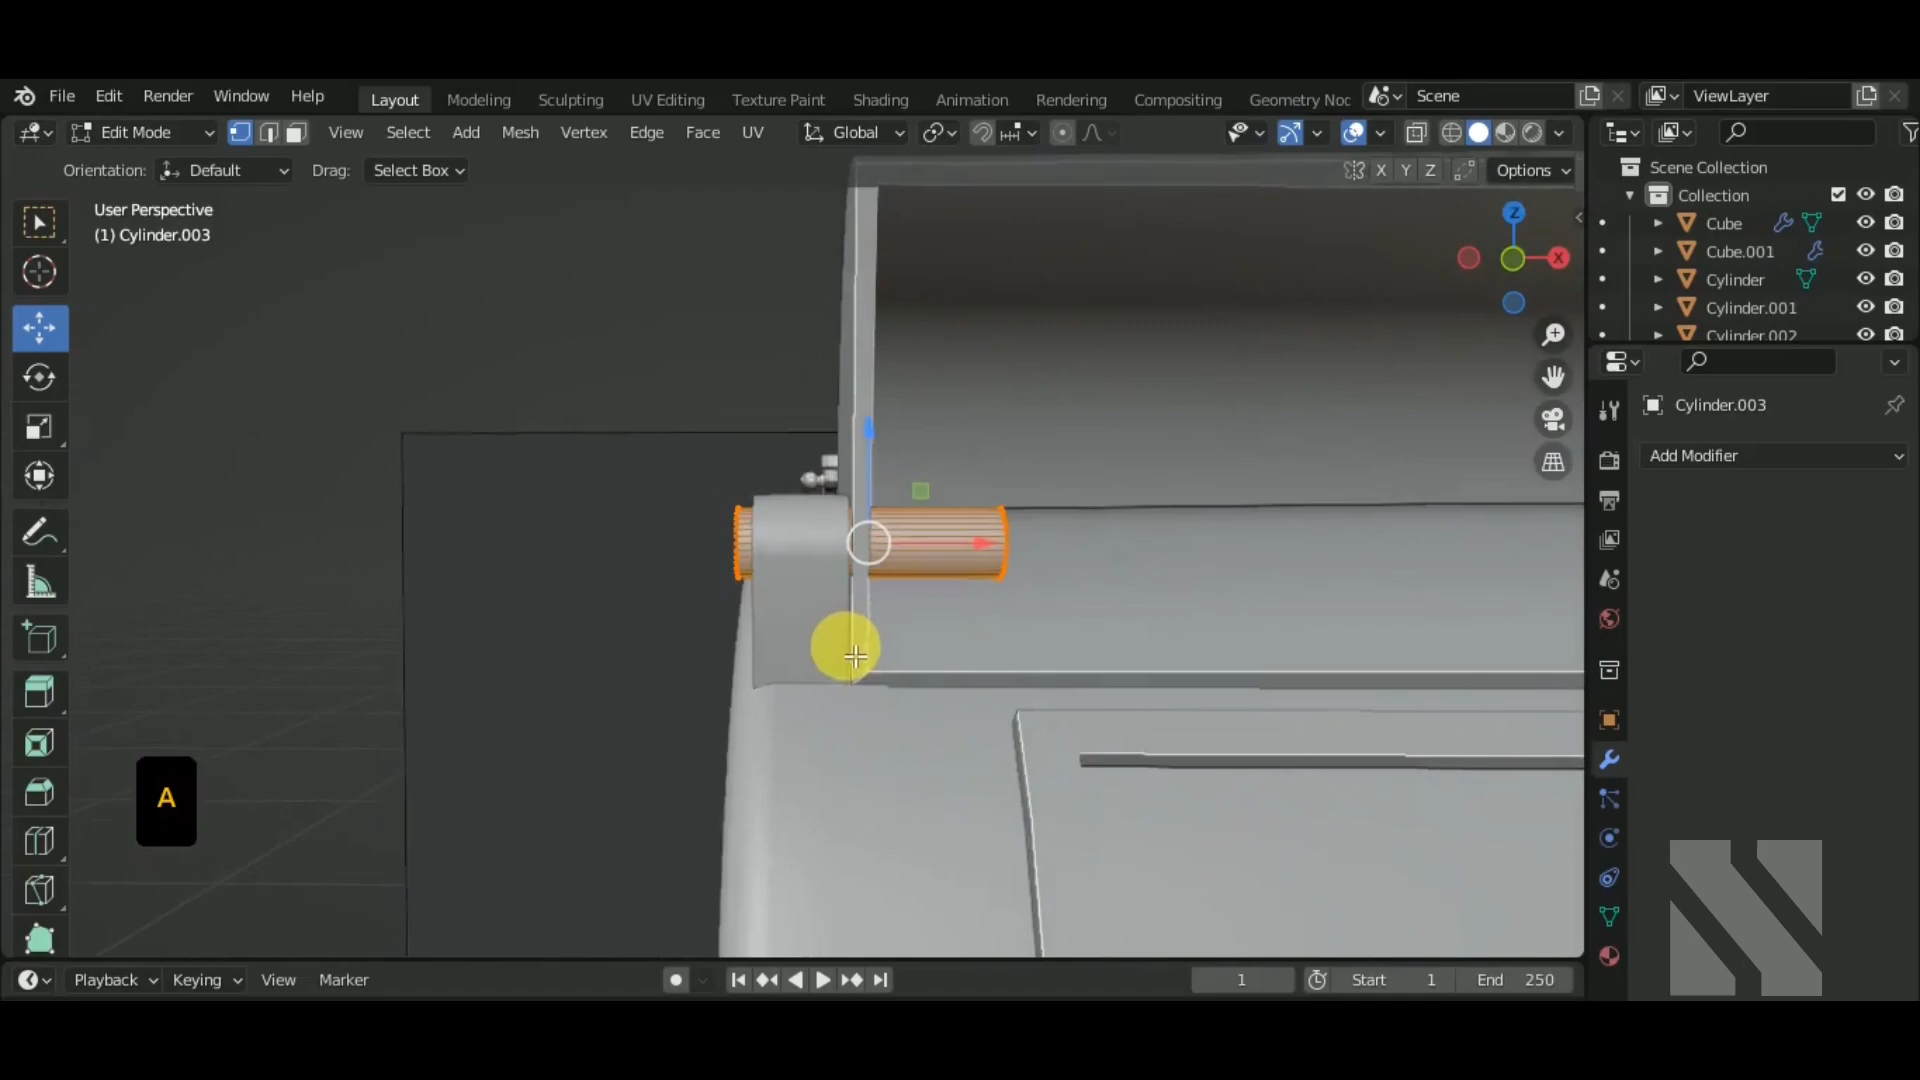 File Edit Render Window Help Layout Modeling Sculpting UV Editing Texture Paint Shading Animation Rendering Compositing Geometry Noc Scene ViewLayer
Edit Mode View Select Add Mesh Vertex Edge Face UV Global
Orientation: Default Drag: Select Box X Y Z Options
Scene Collection
Collection
User Perspective
(1) Cylinder.003
Z
X
Cube
Cube.001
Cylinder
Cylinder.001
Cylinder.002
Cylinder.003
Add Modifier
A
Playback Keying View Marker 1 Start 1 End 250